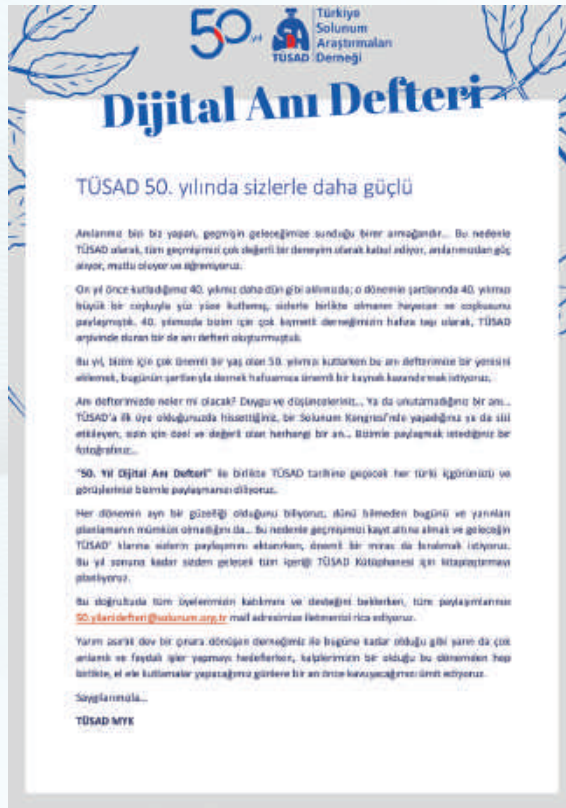 50. yıl
TÜSAD
Türkiye
Solunum
Araştırmaları
Derneği
Dijital Anı Defteri
TÜSAD 50. yılında sizlerle daha güçlü
Anılarımız bizi biz yapan, geçmişin geleceğimize sunduğu birer armağandır... Bu nedenle
TÜSAD olarak, tüm geçmişimizi çok değerli bir deneyim olarak kabul ediyor, anılarımızdan güç
alıyor, mutlu oluyor ve öğreniyoruz.
On yıl önce kutladığımız 40. yılımız daha dün gibi aklımızda; o dönemin şartlarında 40. yılımızı
büyük bir coşkuyla yüz yüze kutlamış, sizlerle birlikte olmanın heyecan ve coşkusunu
paylaşmıştık. 40. yılımızda bizim için çok kıymetli derneğimizin hafıza taşı olarak, TÜSAD
arşivinde duran bir de anı defteri oluşturmuştuk.
Bu yıl, bizim için çok önemli bir yaş olan 50. yılımızı kutlarken bu anı defterimize bir yenisini
eklemek, bugünün şartlarıyla dernek hafızamıza önemli bir kaynak kazandırmak istiyoruz.
Anı defterimizde neler mi olacak? Duygu ve düşünceleriniz... Ya da unutamadığınız bir anı...
TÜSAD'a ilk üye olduğunuzda hissettiğiniz, bir Solunum Kongresi'nde yaşadığınız ya da sizi
etkileyen, sizin için özel ve değerli olan herhangi bir an... Bizimle paylaşmak istediğiniz bir
fotoğrafınız...
"50. Yıl Dijital Anı Defteri" ile birlikte TÜSAD tarihine geçecek her türlü içgörünüzü ve
görüşlerinizi bizimle paylaşmanızı diliyoruz.
Her dönemin ayrı bir güzelliği olduğunu biliyoruz, dünü bilmeden bugünü ve yarınları
planlamanın mümkün olmadığını da... Bu nedenle geçmişimizi kayıt altına almak ve geleceğin
TÜSAD' lılarına sizlerin paylaşımını aktarırken, önemli bir miras da bırakmak istiyoruz.
Bu yıl sonuna kadar sizden gelecek tüm içeriği TÜSAD Kütüphanesi için kitaplaştırmayı
planlıyoruz.
Bu doğrultuda tüm üyelerimizin katılımını ve desteğini beklerken, tüm paylaşımlarınızı
50.yilanidefteri@solunum.org.tr mail adresimize iletmenizi rica ediyoruz.
Yarım asırlık dev bir çınara dönüşen derneğimiz ile bugüne kadar olduğu gibi yarın da çok
anlamlı ve faydalı işler yapmayı hedeflerken, kalplerimizin bir olduğu bu dönemden hep
birlikte, el ele kutlamalar yapacağımız günlere bir an önce kavuşacağımızı ümit ediyoruz.
Saygılarımızla...
TÜSAD MYK